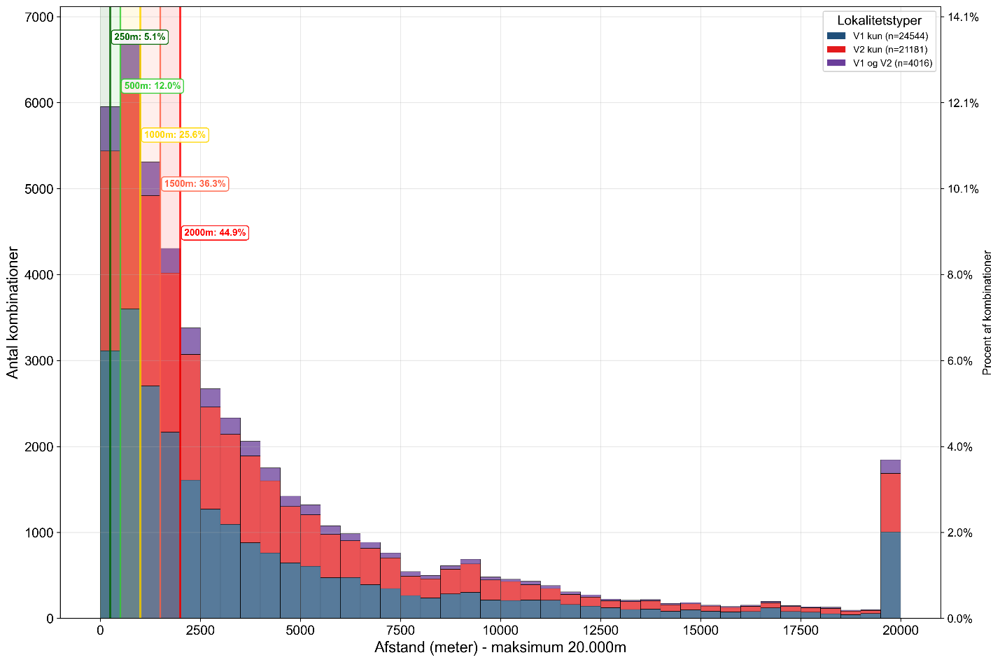 Antal kombinationer
7000
6000
5000
4000
3000
2000
1000
0
14.1%
12.1%
10.1%
8.0%
6.0%
4.0%
2.0%
0.0%
Procent af kombinationer
Lokalitetstyper
V1 kun (n=24544)
V2 kun (n=21181)
V1 og V2 (n=4016)
250m: 5.1%
500m: 12.0%
1000m: 25.6%
1500m: 36.3%
2000m: 44.9%
0
2500
5000
7500
10000
12500
15000
17500
20000
Afstand (meter) - maksimum 20.000m